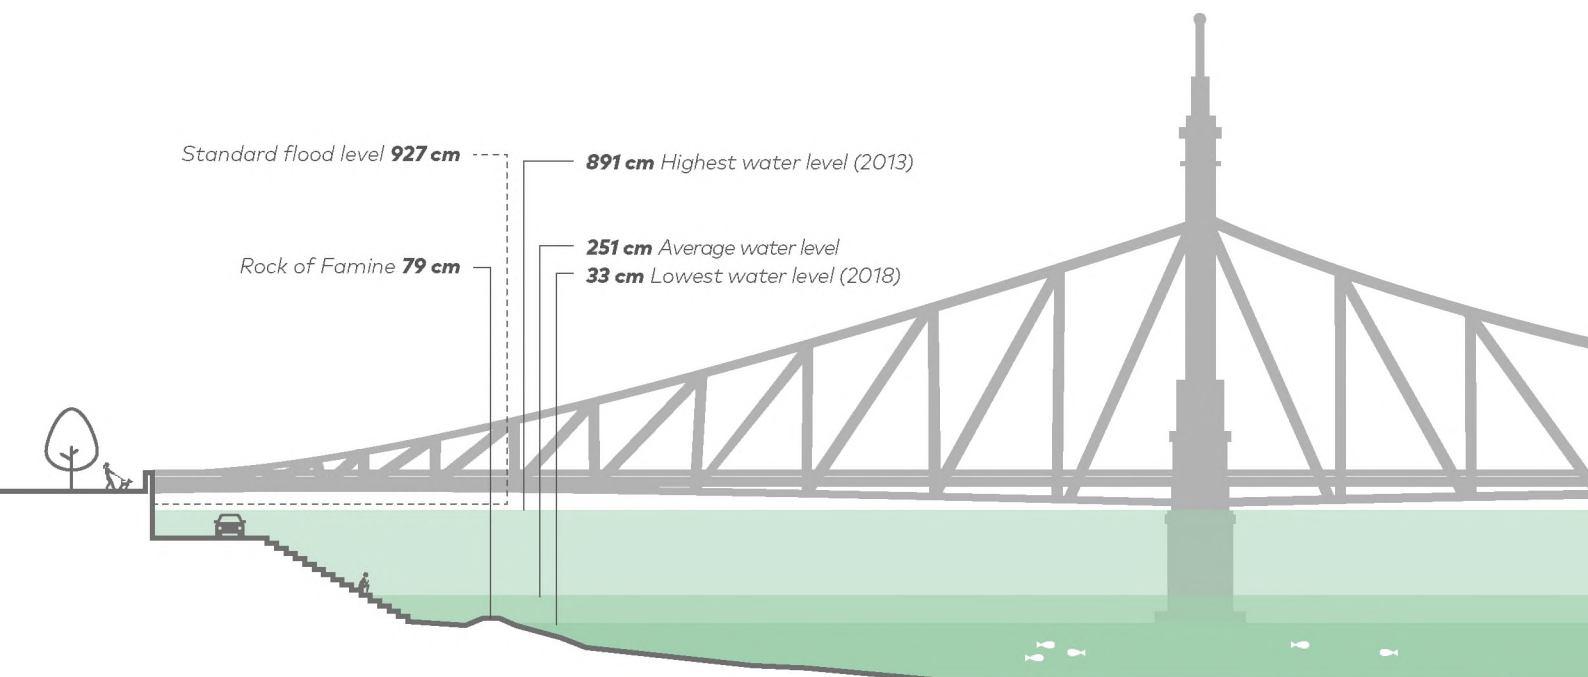 Standard flood level 927 cm
891 cm Highest water level (2013)
251 cm Average water level
Rock of Famine 79 cm
33 cm Lowest water level (2018)